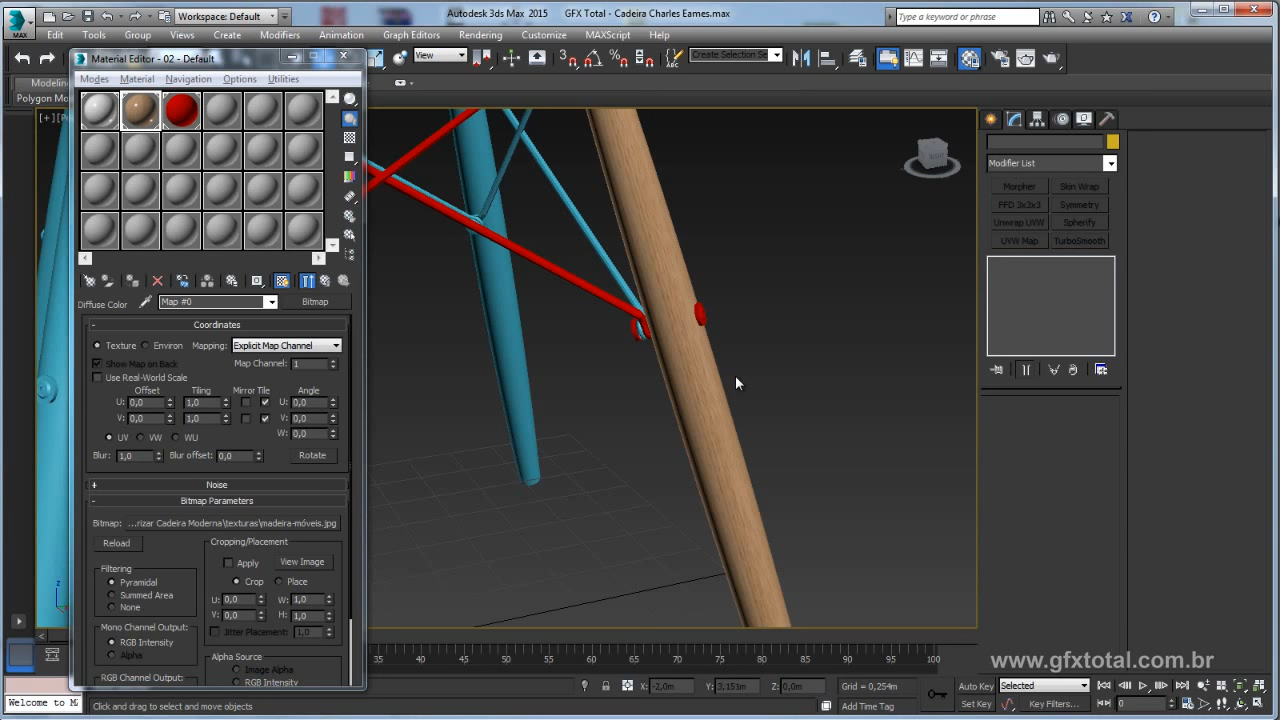 Workspace: Default
Autodesk 3ds Max 2015 GFX Total - Cadeira Charles Eames.max
Type a keyword or phrase
MAX
Edit Tools Group Views Create Modifiers Animation Graph Editors Rendering Customize MAXScript Help
View
Create Selection Se
Modeling
Polygon Mo
Material Editor - 02 - Default
Modes Material Navigation Options Utilities
Modifier List
Morpher Skin Wrap
FFD 3x3x3 Symmetry
Unwrap UVW Spherify
UVW Map TurboSmooth
Diffuse Color Map #0 Bitmap
- Coordinates
Texture Environ Mapping: Explicit Map Channel
Show Map on Back Map Channel: 1
Use Real-World Scale
Offset Tiling Mirror Tile Angle
U: 0,0 1,0 U: 0,0
V: 0,0 1,0 V: 0,0
W: 0,0
UV VW WU
Blur: 1,0 Blur offset: 0,0 Rotate
+ Noise
- Bitmap Parameters
Bitmap: ...rizar Cadeira Moderna\texturas\madeira-móveis.jpg
Reload
Cropping/Placement
Apply View Image
Filtering
Pyramidal
Summed Area
None
Crop Place
U: 0,0 W: 1,0
V: 0,0 H: 1,0
Jitter Placement: 1,0
Mono Channel Output:
RGB Intensity
Alpha
Alpha Source
Image Alpha
RGB Intensity
RGB Channel Output:
z
35 40 45 50 55 60 65 70 75 80 85 90 95 100
www.gfxtotal.com.br
X: -2,0m Y: 3,151m Z: 0,0m Grid = 0,254m
Auto Key Selected
Set Key Key Filters... 0
Welcome to M
Click and drag to select and move objects
Add Time Tag